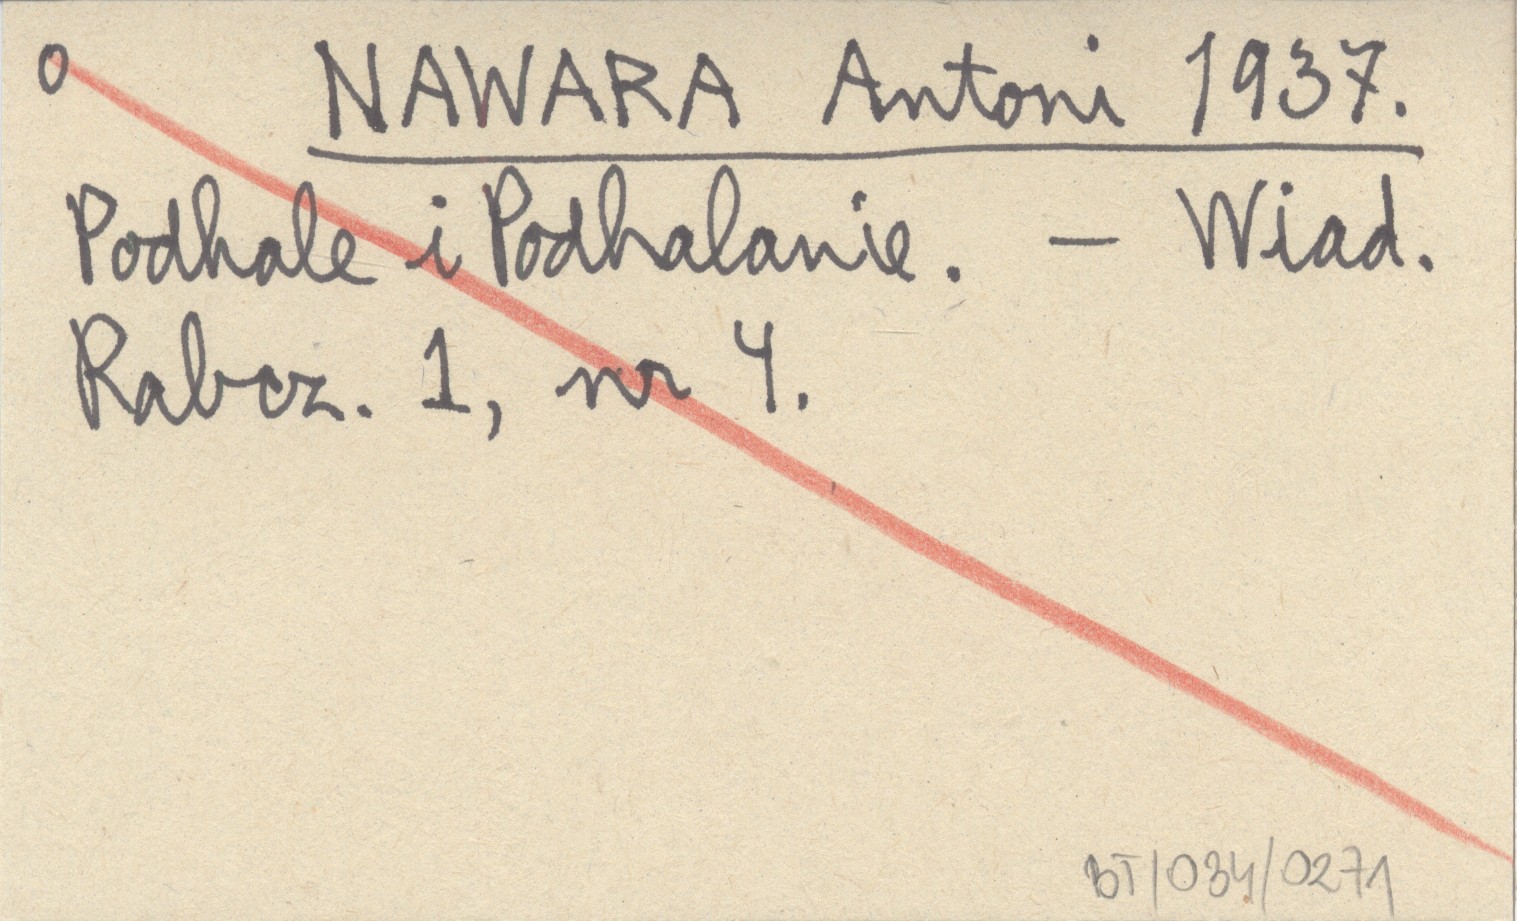 0 NAWARA Antoni 1937.
Podhale i Podhalanie. – Wiad.
Rabcz. 1, nr 4.
BT/034/0271